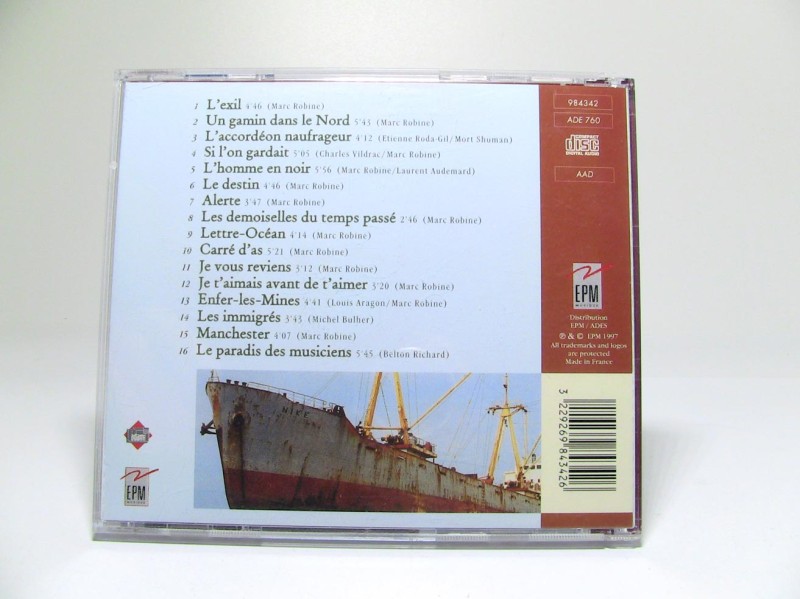 1 L'exil 4'46 (Marc Robine)
2 Un gamin dans le Nord 5'43 (Marc Robine)
3 L'accordéon naufrageur 4'12 (Etienne Roda-Gil/Mort Shuman)
4 Si l'on gardait 3'05 (Charles Vildrac/Marc Robine)
5 L'homme en noir 5'56 (Marc Robine/Laurent Audemard)
6 Le destin 4'46 (Marc Robine)
7 Alerte 3'47 (Marc Robine)
8 Les demoiselles du temps passé 2'46 (Marc Robine)
9 Lettre-Océan 4'14 (Marc Robine)
10 Carré d'as 5'21 (Marc Robine)
11 Je vous reviens 3'12 (Marc Robine)
12 Je t'aimais avant de t'aimer 3'20 (Marc Robine)
13 Enfer-les-Mines 4'41 (Louis Aragon/Marc Robine)
14 Les immigrés 3'43 (Michel Bulher)
15 Manchester 4'07 (Marc Robine)
16 Le paradis des musiciens 5'45 (Belton Richard)
984342
ADE 760
COMPACT
disc
DIGITAL AUDIO
AAD
EPM
MUSIQUE
Distribution
EPM / ADES
℗ & © EPM 1997
All trademarks and logos
are protected
Made in France
3 229269 843426
EPM
MUSIQUE